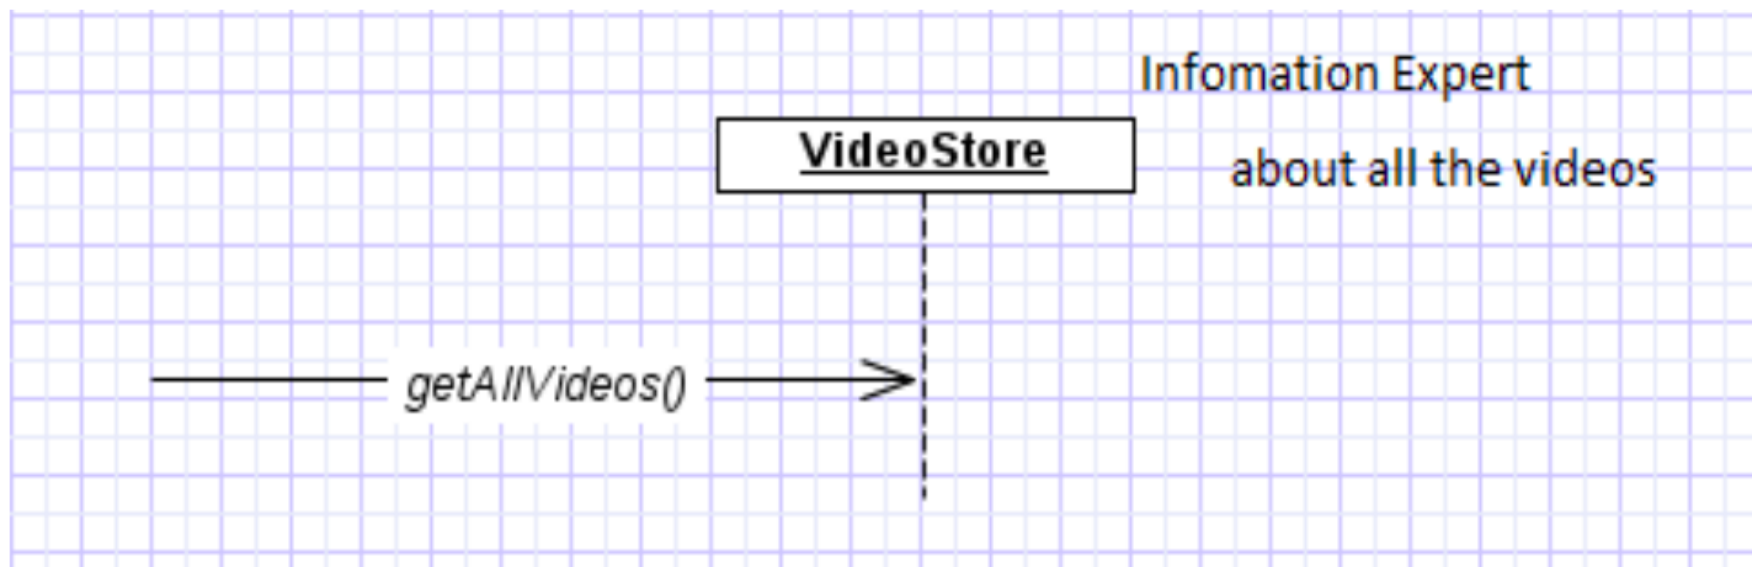 Infomation Expert
VideoStore
about all the videos
getAllVideos()